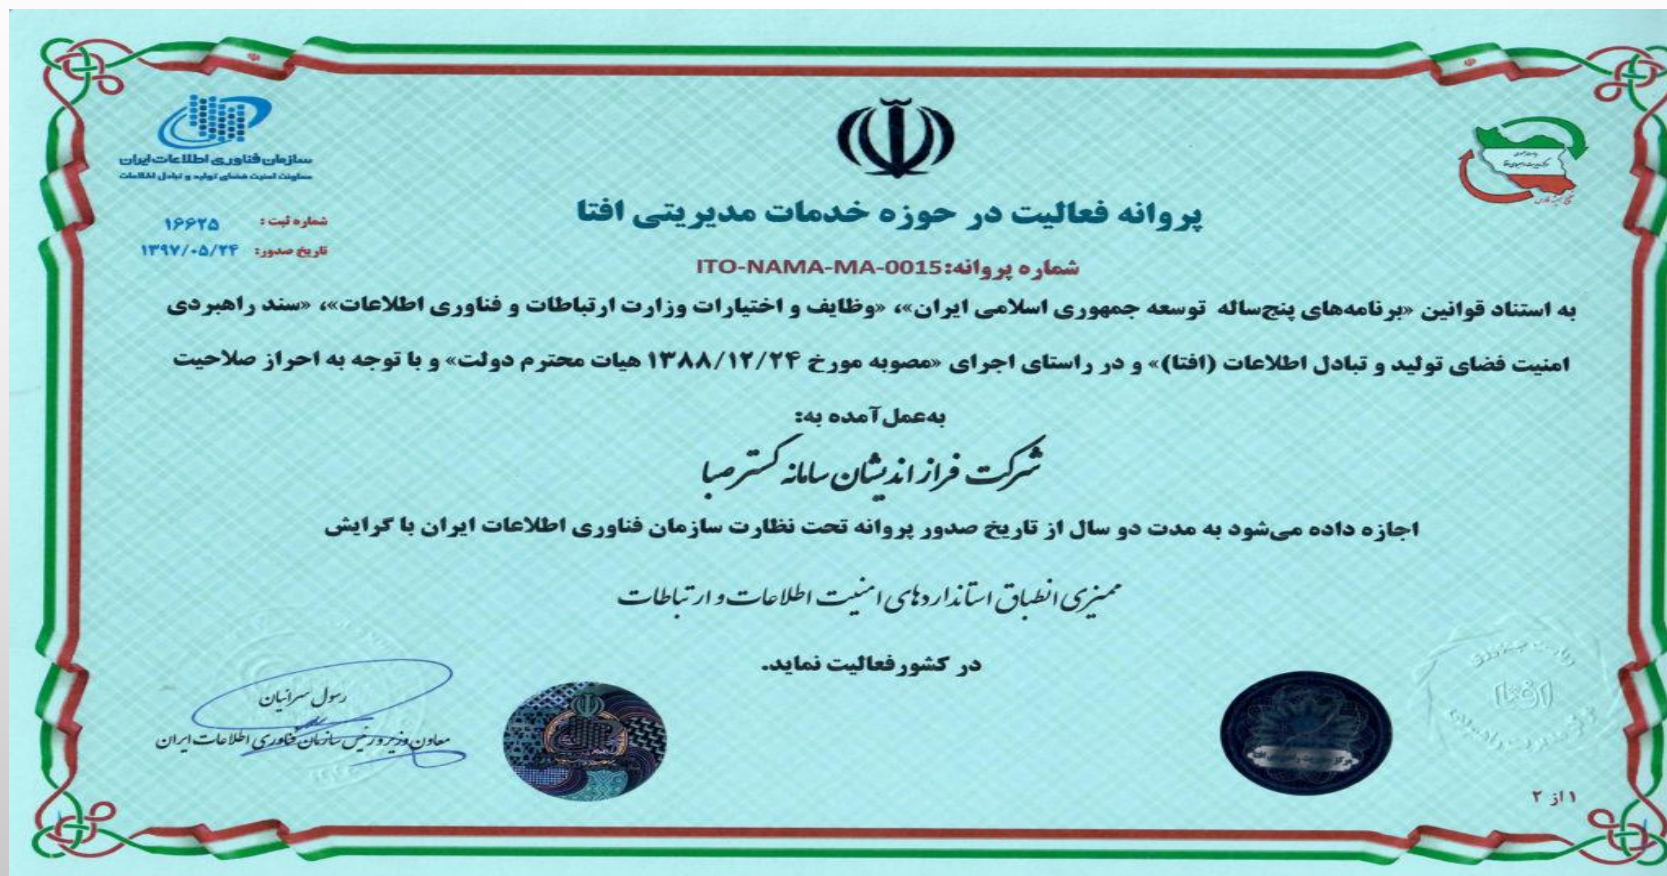 سازمان فناوری اطلاعات ایران
معاونت امنیت فضای تولید و تبادل اطلاعات
شماره ثبت: ۱۶۶۲۵
تاریخ صدور: ۱۳۹۷/۰۵/۲۴
پروانه فعالیت در حوزه خدمات مدیریتی افتا
شماره پروانه:ITO-NAMA-MA-0015
به استناد قوانین «برنامه‌های پنج‌ساله توسعه جمهوری اسلامی ایران»، «وظایف و اختیارات وزارت ارتباطات و فناوری اطلاعات»، «سند راهبردی
امنیت فضای تولید و تبادل اطلاعات (افتا)» و در راستای اجرای «مصوبه مورخ ۱۳۸۸/۱۲/۲۴ هیات محترم دولت» و با توجه به احراز صلاحیت
به‌عمل‌آمده به:
شرکت فراز اندیشان سامانه گستر صبا
اجازه داده می‌شود به مدت دو سال از تاریخ صدور پروانه تحت نظارت سازمان فناوری اطلاعات ایران با گرایش
ممیزی انطباق استانداردهای امنیت اطلاعات و ارتباطات
در کشور فعالیت نماید.
رسول سرائیان
معاون وزیر و رئیس سازمان فناوری اطلاعات ایران
افتا
۱ از ۲